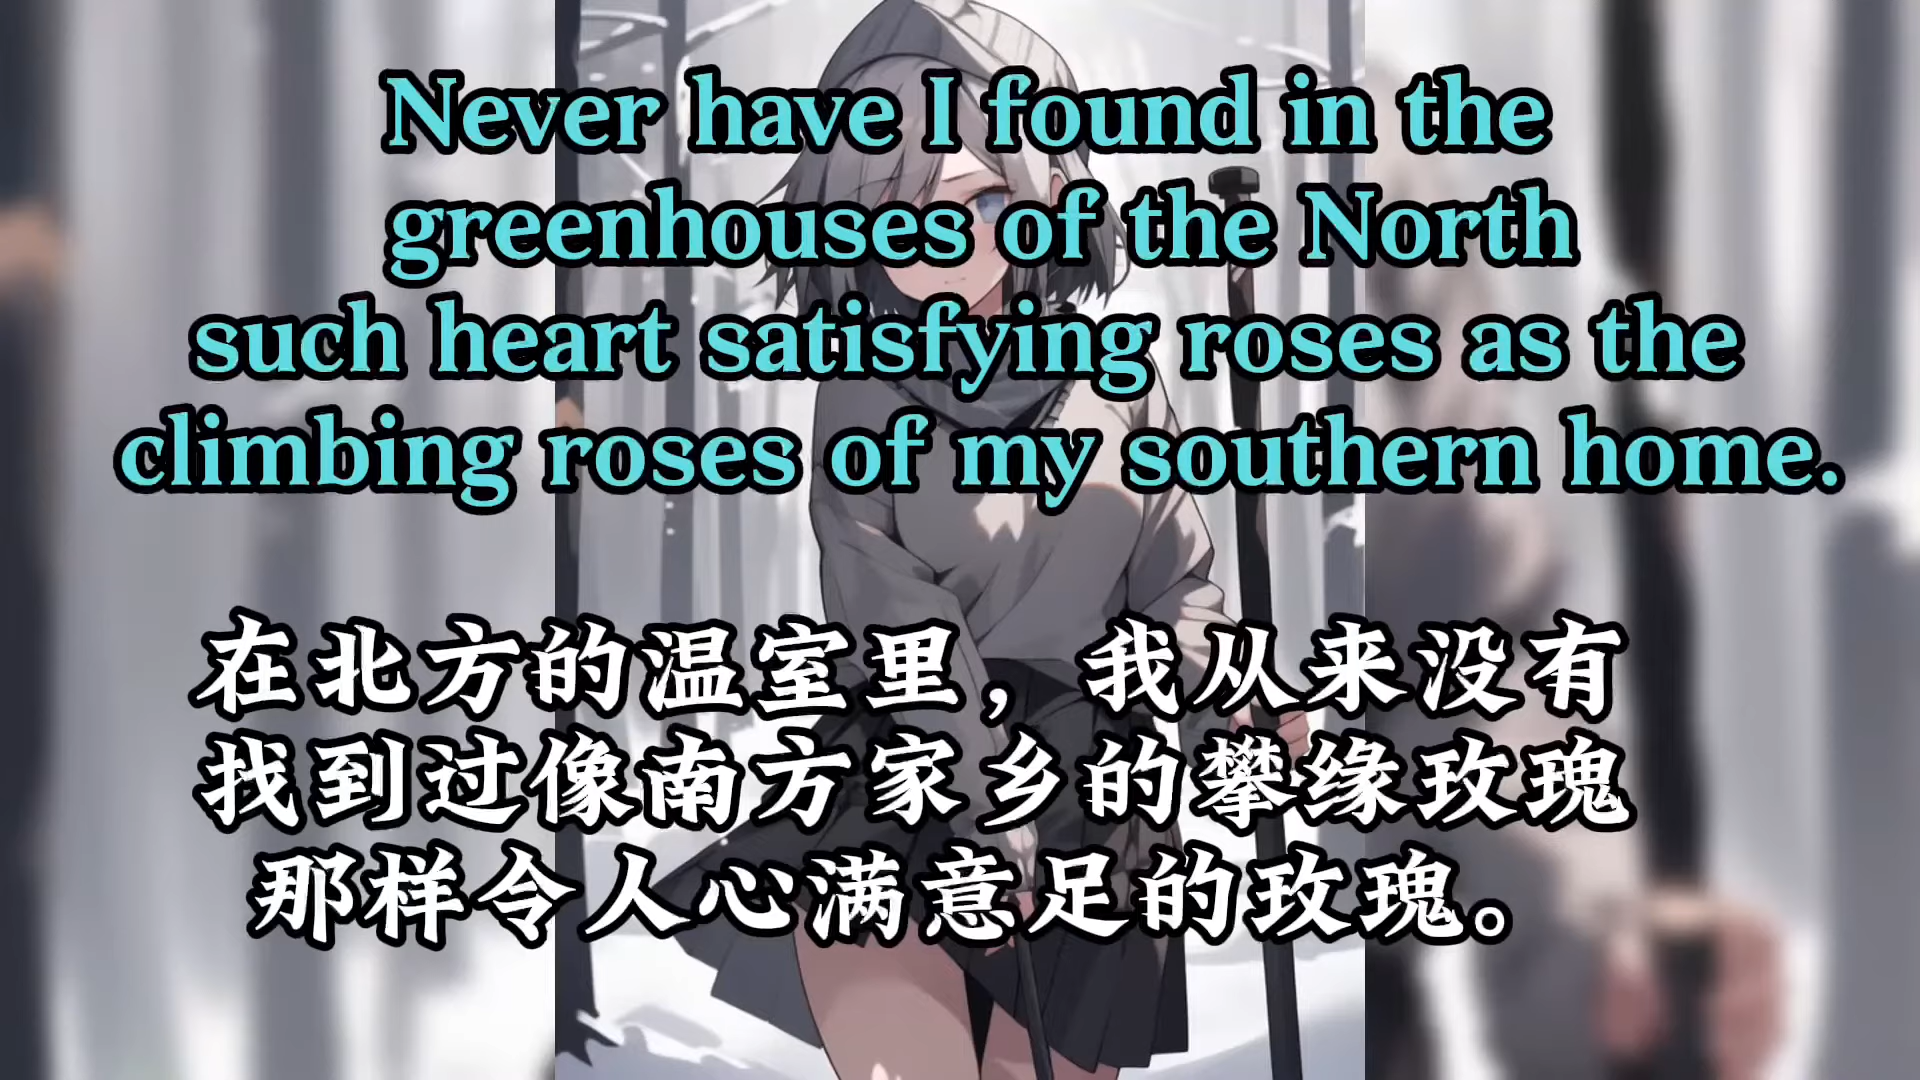 Never have I found in the
greenhouses of the North
such heart satisfying roses as the
climbing roses of my southern home.
在北方的温室里，我从来没有
找到过像南方家乡的攀缘玫瑰
那样令人心满意足的玫瑰。